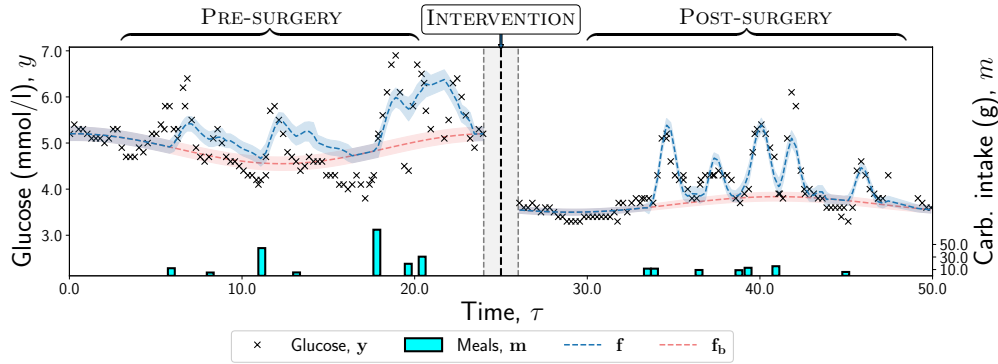 PRE-SURGERY
INTERVENTION
POST-SURGERY
Glucose (mmol/l), y
7.0
6.0
5.0
4.0
3.0
Carb. intake (g), m
50.0
30.0
10.0
0.0 10.0 20.0 30.0 40.0 50.0
Time, τ
Glucose, y Meals, m f f_b